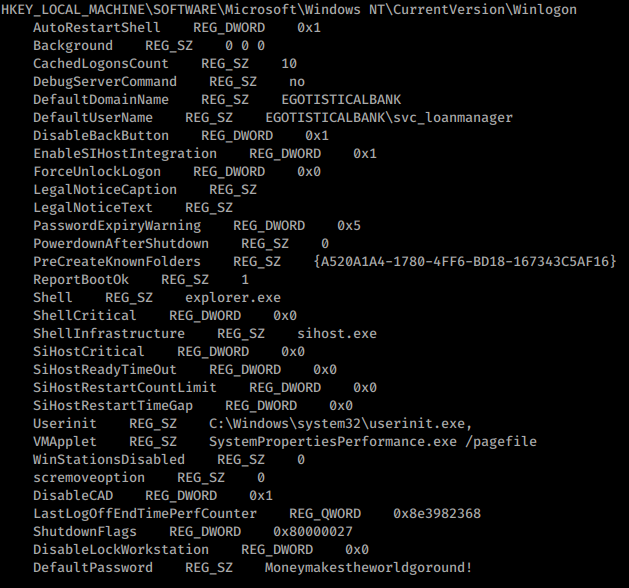 HKEY_LOCAL_MACHINE\SOFTWARE\Microsoft\Windows NT\CurrentVersion\Winlogon
AutoRestartShell REG_DWORD 0x1
Background REG_SZ 0 0 0
CachedLogonsCount REG_SZ 10
DebugServerCommand REG_SZ no
DefaultDomainName REG_SZ EGOTISTICALBANK
DefaultUserName REG_SZ EGOTISTICALBANK\svc_loanmanager
DisableBackButton REG_DWORD 0x1
EnableSIHostIntegration REG_DWORD 0x1
ForceUnlockLogon REG_DWORD 0x0
LegalNoticeCaption REG_SZ
LegalNoticeText REG_SZ
PasswordExpiryWarning REG_DWORD 0x5
PowerdownAfterShutdown REG_SZ 0
PreCreateKnownFolders REG_SZ {A520A1A4-1780-4FF6-BD18-167343C5AF16}
ReportBootOk REG_SZ 1
Shell REG_SZ explorer.exe
ShellCritical REG_DWORD 0x0
ShellInfrastructure REG_SZ sihost.exe
SiHostCritical REG_DWORD 0x0
SiHostReadyTimeOut REG_DWORD 0x0
SiHostRestartCountLimit REG_DWORD 0x0
SiHostRestartTimeGap REG_DWORD 0x0
Userinit REG_SZ C:\Windows\system32\userinit.exe,
VMApplet REG_SZ SystemPropertiesPerformance.exe /pagefile
WinStationsDisabled REG_SZ 0
scremoveoption REG_SZ 0
DisableCAD REG_DWORD 0x1
LastLogOffEndTimePerfCounter REG_QWORD 0x8e3982368
ShutdownFlags REG_DWORD 0x80000027
DisableLockWorkstation REG_DWORD 0x0
DefaultPassword REG_SZ Moneymakestheworldgoround!